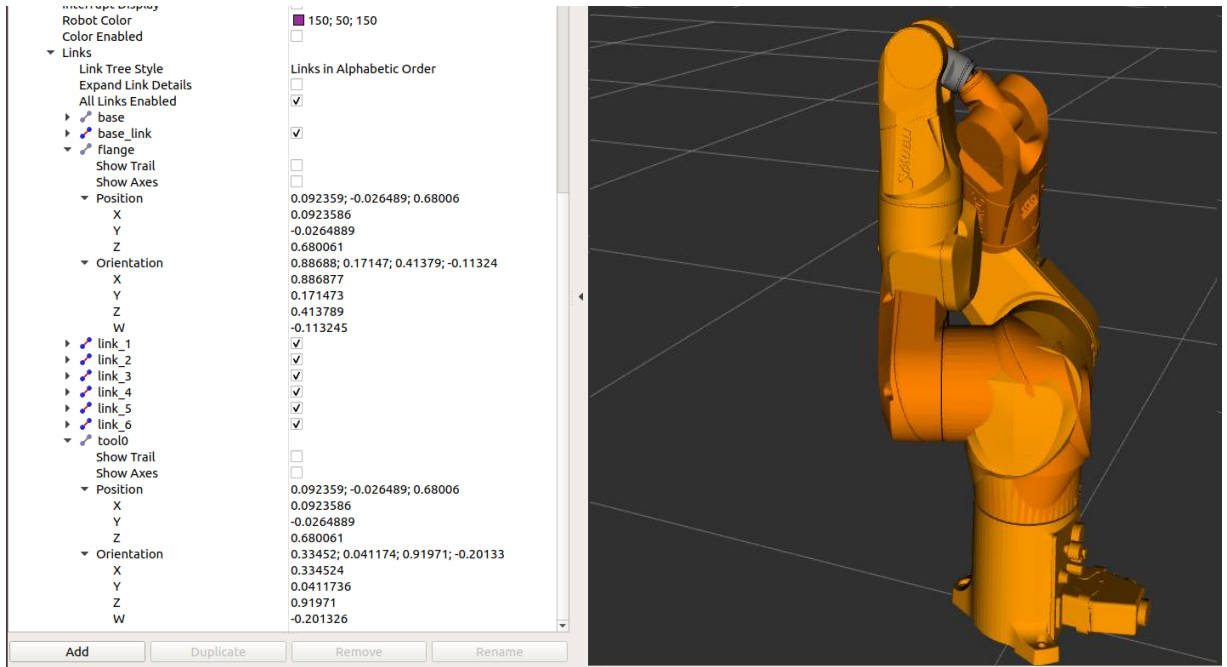 Interrupt Display
Robot Color 150; 50; 150
Color Enabled
Links
Link Tree Style Links in Alphabetic Order
Expand Link Details
All Links Enabled
base
base_link
flange
Show Trail
Show Axes
Position 0.092359; -0.026489; 0.68006
X 0.0923586
Y -0.0264889
Z 0.680061
Orientation 0.88688; 0.17147; 0.41379; -0.11324
X 0.886877
Y 0.171473
Z 0.413789
W -0.113245
link_1
link_2
link_3
link_4
link_5
link_6
tool0
Show Trail
Show Axes
Position 0.092359; -0.026489; 0.68006
X 0.0923586
Y -0.0264889
Z 0.680061
Orientation 0.33452; 0.041174; 0.91971; -0.20133
X 0.334524
Y 0.0411736
Z 0.91971
W -0.201326
Add Duplicate Remove Rename